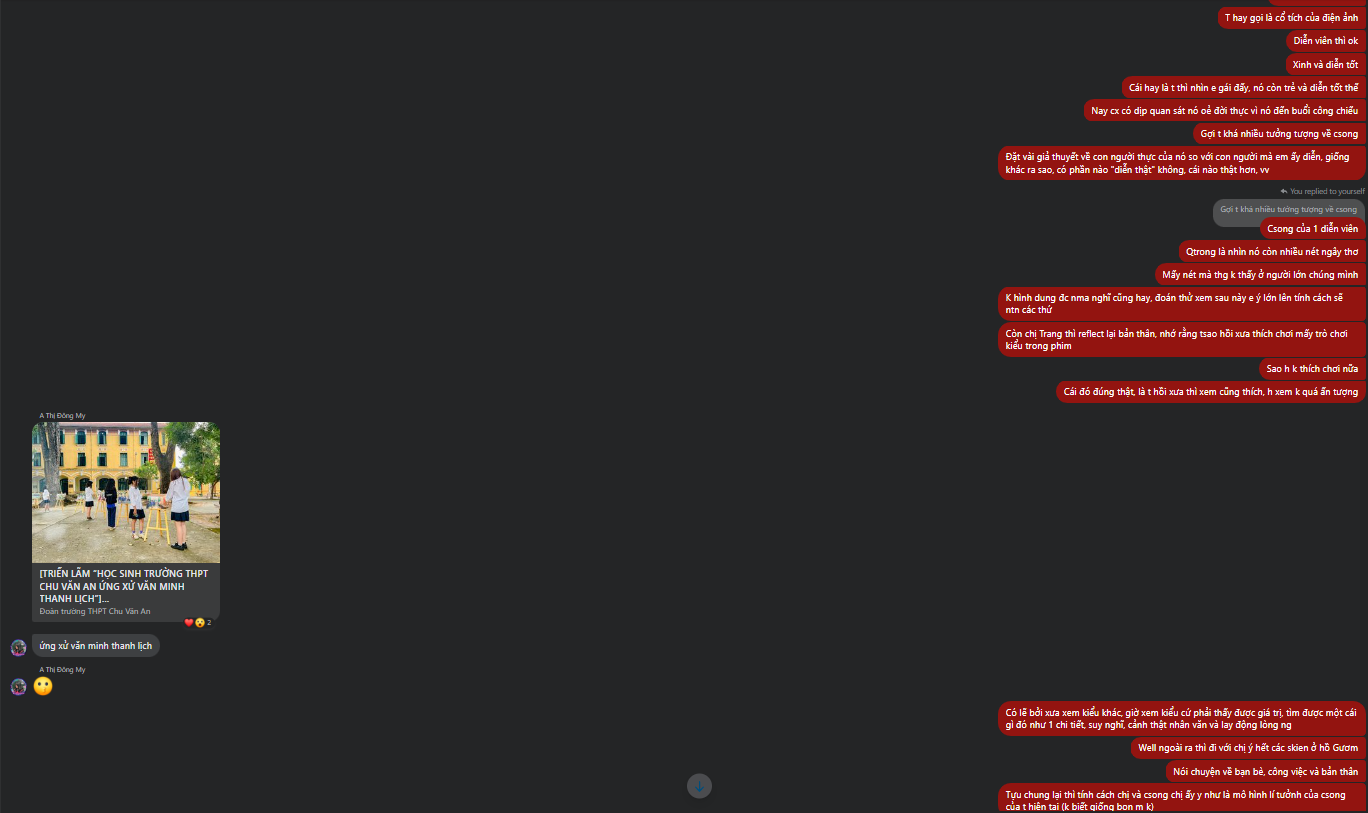 T hay gọi là cổ tích của điện ảnh
Diễn viên thì ok
Xinh và diễn tốt
Cái hay là t thì nhìn e gái đấy, nó còn trẻ và diễn tốt thế
Nay cx có dịp quan sát nó oẻ đời thực vì nó đến buổi công chiếu
Gợi t khá nhiều tưởng tượng về csong
Đặt vài giả thuyết về con người thực của nó so với con người mà em ấy diễn, giống
khác ra sao, có phần nào "diễn thật" không, cái nào thật hơn, vv
You replied to yourself
Gợi t khá nhiều tưởng tượng về csong
Csong của 1 diễn viên
Qtrong là nhìn nó còn nhiều nét ngây thơ
Mấy nét mà thg k thấy ở người lớn chúng mình
K hình dung đc nma nghĩ cũng hay, đoán thử xem sau này e ý lớn lên tính cách sẽ
ntn các thứ
Còn chị Trang thì reflect lại bản thân, nhớ rằng tsao hồi xưa thích chơi mấy trò chơi
kiểu trong phim
Sao h k thích chơi nữa
Cái đó đúng thật, là t hồi xưa thì xem cũng thích, h xem k quá ấn tượng
A Thị Đông My
[TRIỂN LÃM "HỌC SINH TRƯỜNG THPT
CHU VĂN AN ỨNG XỬ VĂN MINH
THANH LỊCH"]...
Đoàn trường THPT Chu Văn An
2
ứng xử văn minh thanh lịch
A Thị Đông My
Có lẽ bởi xưa xem kiểu khác, giờ xem kiểu cứ phải thấy được giá trị, tìm được một cái
gì đó như 1 chi tiết, suy nghĩ, cảnh thật nhân văn và lay động lòng ng
Well ngoài ra thì đi với chị ý hết các skien ở hồ Gươm
Nói chuyện về bạn bè, công việc và bản thân
Tựu chung lại thì tính cách chị và csong chị ấy y như là mô hình lí tưởnh của csong
của t hiện tại (k biết giống bọn m k)